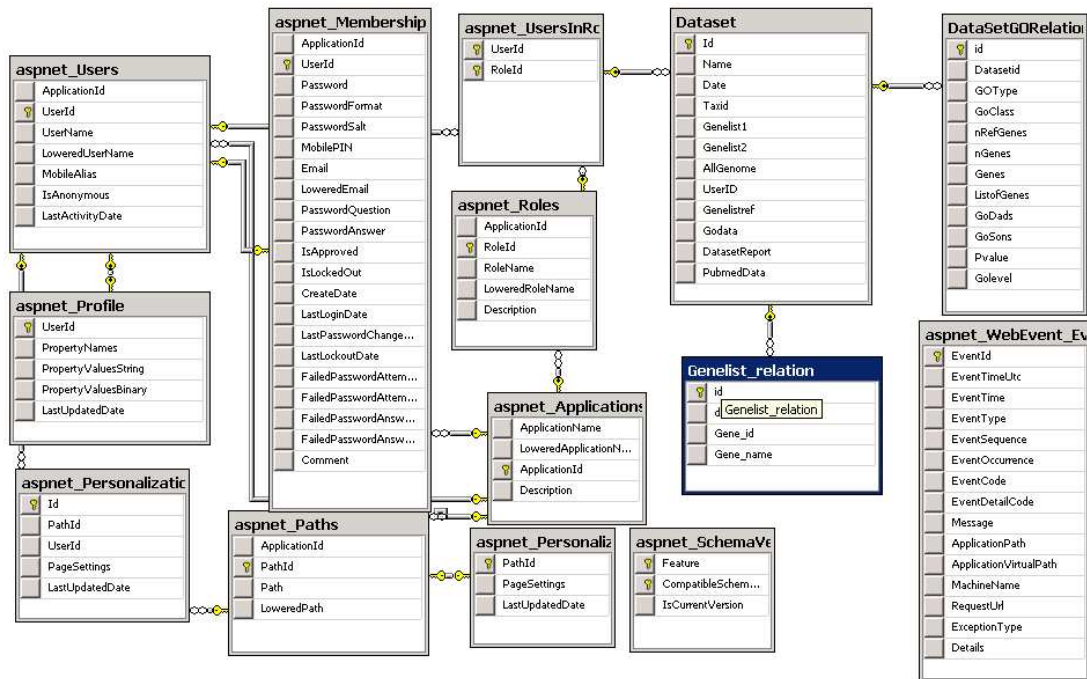 aspnet_Users
ApplicationId
UserId
UserName
LoweredUserName
MobileAlias
IsAnonymous
LastActivityDate
aspnet_Profile
UserId
PropertyNames
PropertyValuesString
PropertyValuesBinary
LastUpdatedDate
aspnet_Personalizatic
Id
PathId
UserId
PageSettings
LastUpdatedDate
aspnet_Membership
ApplicationId
UserId
Password
PasswordFormat
PasswordSalt
MobilePIN
Email
LoweredEmail
PasswordQuestion
PasswordAnswer
IsApproved
IsLockedOut
CreateDate
LastLoginDate
LastPasswordChange...
LastLockoutDate
FailedPasswordAttem...
FailedPasswordAttem...
FailedPasswordAnsw...
FailedPasswordAnsw...
Comment
aspnet_Paths
ApplicationId
PathId
Path
LoweredPath
aspnet_UsersInRo
UserId
RoleId
aspnet_Roles
ApplicationId
RoleId
RoleName
LoweredRoleName
Description
aspnet_Applications
ApplicationName
LoweredApplicationN...
ApplicationId
Description
aspnet_Personaliz
PathId
PageSettings
LastUpdatedDate
aspnet_SchemaVe
Feature
CompatibleSchem...
IsCurrentVersion
Dataset
Id
Name
Date
Taxid
Genelist1
Genelist2
AllGenome
UserID
Genelistref
Godata
DatasetReport
PubmedData
Genelist_relation
id
d
Genelist_relation
Gene_id
Gene_name
DataSetGORelation
id
Datasetid
GOType
GoClass
nRefGenes
nGenes
Genes
ListofGenes
GoDads
GoSons
Pvalue
Golevel
aspnet_WebEvent_Ev
EventId
EventTimeUtc
EventTime
EventType
EventSequence
EventOccurrence
EventCode
EventDetailCode
Message
ApplicationPath
ApplicationVirtualPath
MachineName
RequestUrl
ExceptionType
Details